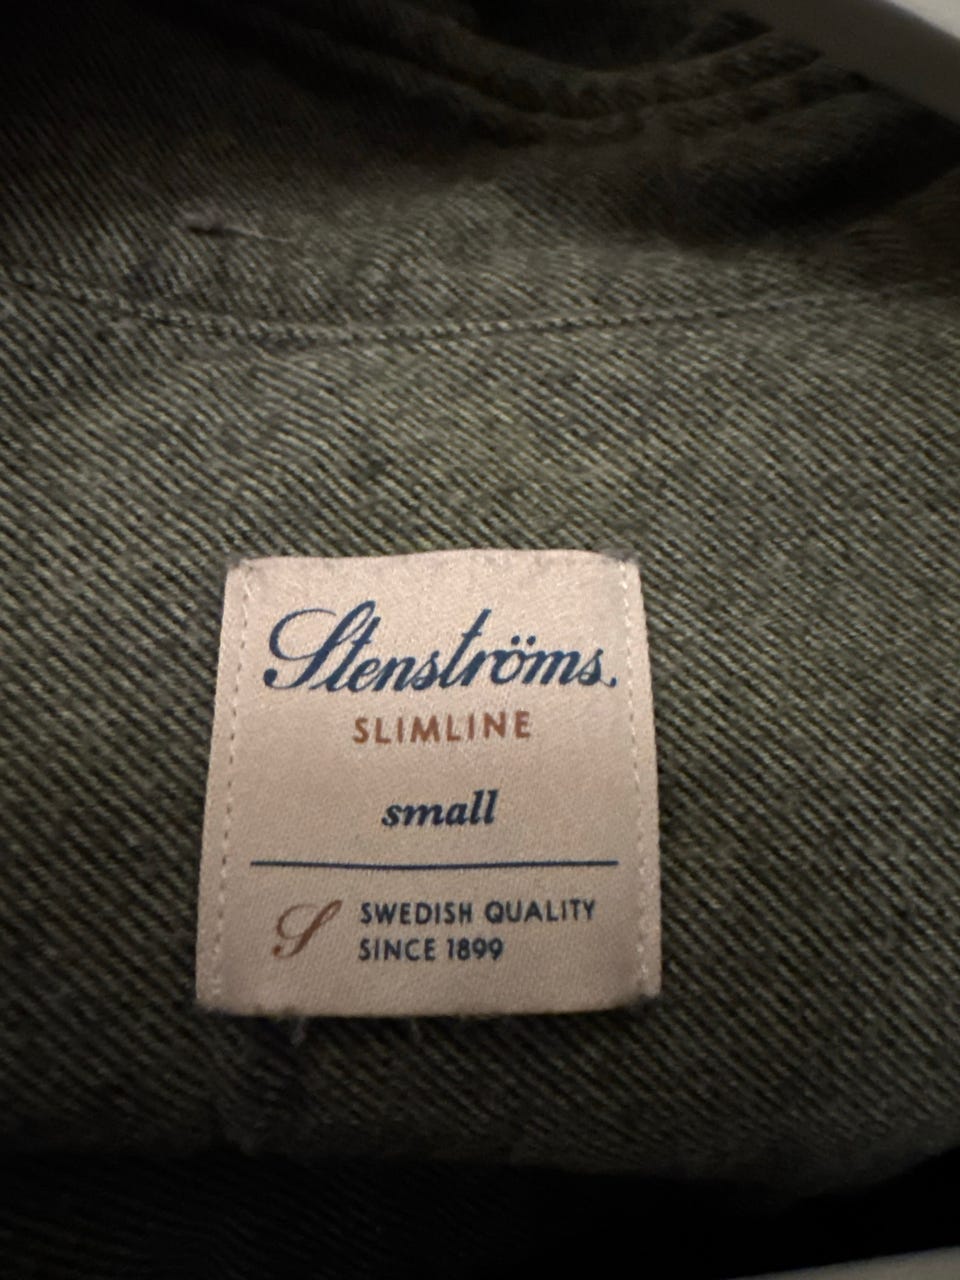 Stenströms
SLIMLINE
small
S SWEDISH QUALITY
SINCE 1899